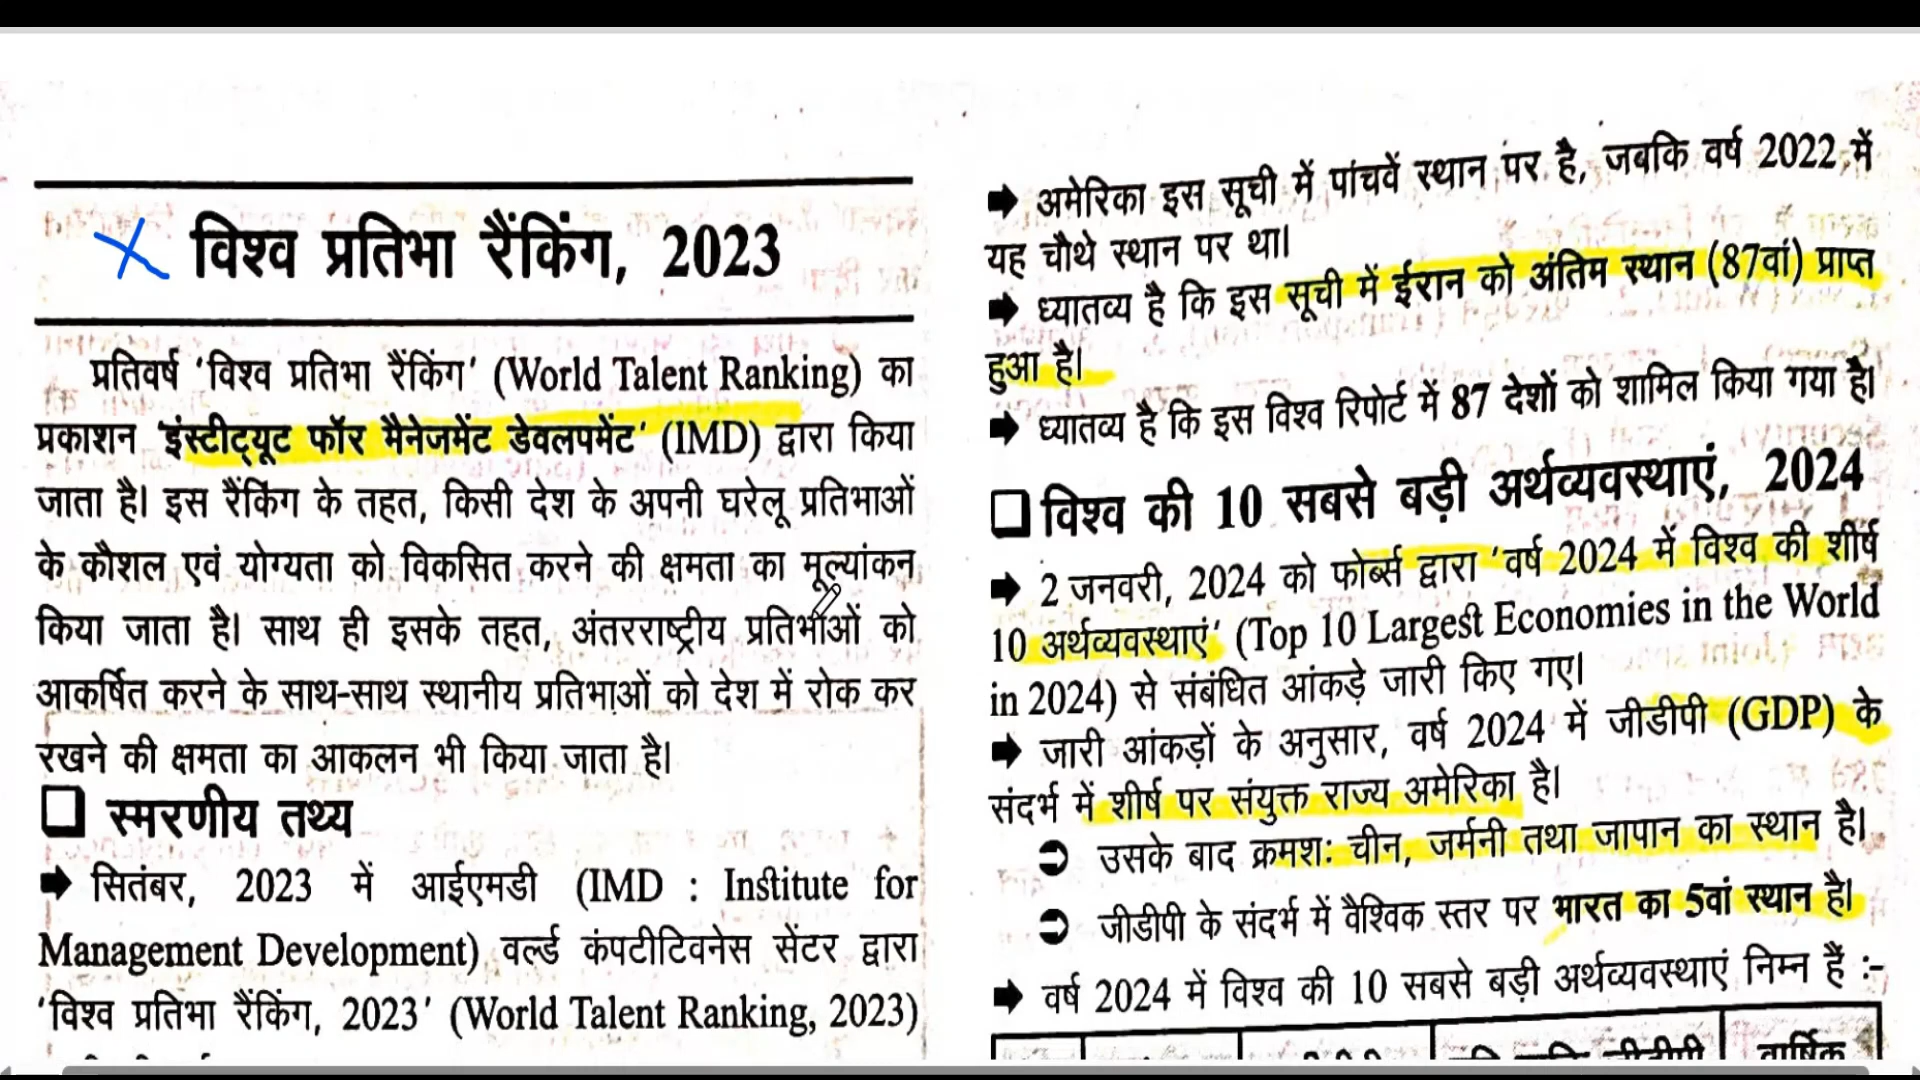 विश्व प्रतिभा रैंकिंग, 2023
प्रतिवर्ष 'विश्व प्रतिभा रैंकिंग' (World Talent Ranking) का
प्रकाशन 'इंस्टीट्यूट फॉर मैनेजमेंट डेवलपमेंट' (IMD) द्वारा किया
जाता है। इस रैंकिंग के तहत, किसी देश के अपनी घरेलू प्रतिभाओं
के कौशल एवं योग्यता को विकसित करने की क्षमता का मूल्यांकन
किया जाता है। साथ ही इसके तहत, अंतरराष्ट्रीय प्रतिभाओं को
आकर्षित करने के साथ-साथ स्थानीय प्रतिभाओं को देश में रोक कर
रखने की क्षमता का आकलन भी किया जाता है।
❑ स्मरणीय तथ्य
➡ सितंबर, 2023 में आईएमडी (IMD : Institute for
Management Development) वर्ल्ड कंपटीटिवनेस सेंटर द्वारा
'विश्व प्रतिभा रैंकिंग, 2023' (World Talent Ranking, 2023)
➡ अमेरिका इस सूची में पांचवें स्थान पर है, जबकि वर्ष 2022 में
यह चौथे स्थान पर था।
➡ ध्यातव्य है कि इस सूची में ईरान को अंतिम स्थान (87वां) प्राप्त
हुआ है।
➡ ध्यातव्य है कि इस विश्व रिपोर्ट में 87 देशों को शामिल किया गया है।
❑ विश्व की 10 सबसे बड़ी अर्थव्यवस्थाएं, 2024
➡ 2 जनवरी, 2024 को फोर्ब्स द्वारा 'वर्ष 2024 में विश्व की शीर्ष
10 अर्थव्यवस्थाएं' (Top 10 Largest Economies in the World
in 2024) से संबंधित आंकड़े जारी किए गए।
➡ जारी आंकड़ों के अनुसार, वर्ष 2024 में जीडीपी (GDP) के
संदर्भ में शीर्ष पर संयुक्त राज्य अमेरिका है।
➲ उसके बाद क्रमशः चीन, जर्मनी तथा जापान का स्थान है।
➲ जीडीपी के संदर्भ में वैश्विक स्तर पर भारत का 5वां स्थान है।
➡ वर्ष 2024 में विश्व की 10 सबसे बड़ी अर्थव्यवस्थाएं निम्न हैं :-
वार्षिक